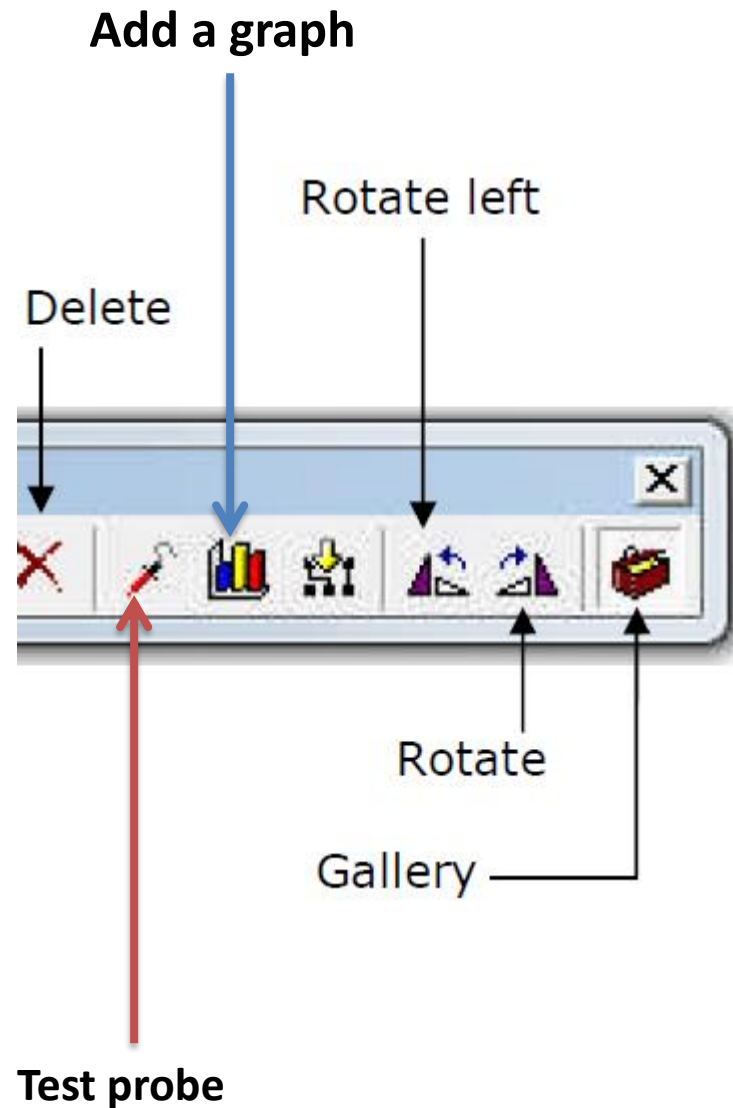 Add a graph
Rotate left
Delete
Rotate
Gallery
Test probe